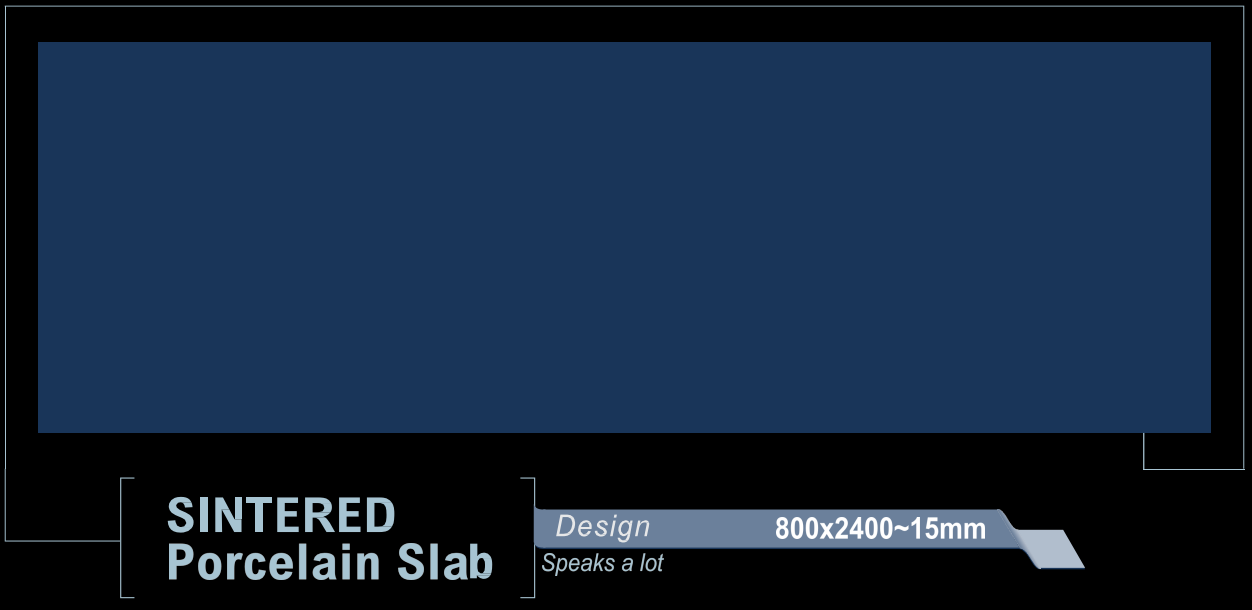 SINTERED
Porcelain Slab
Design
800x2400~15mm
Speaks a lot